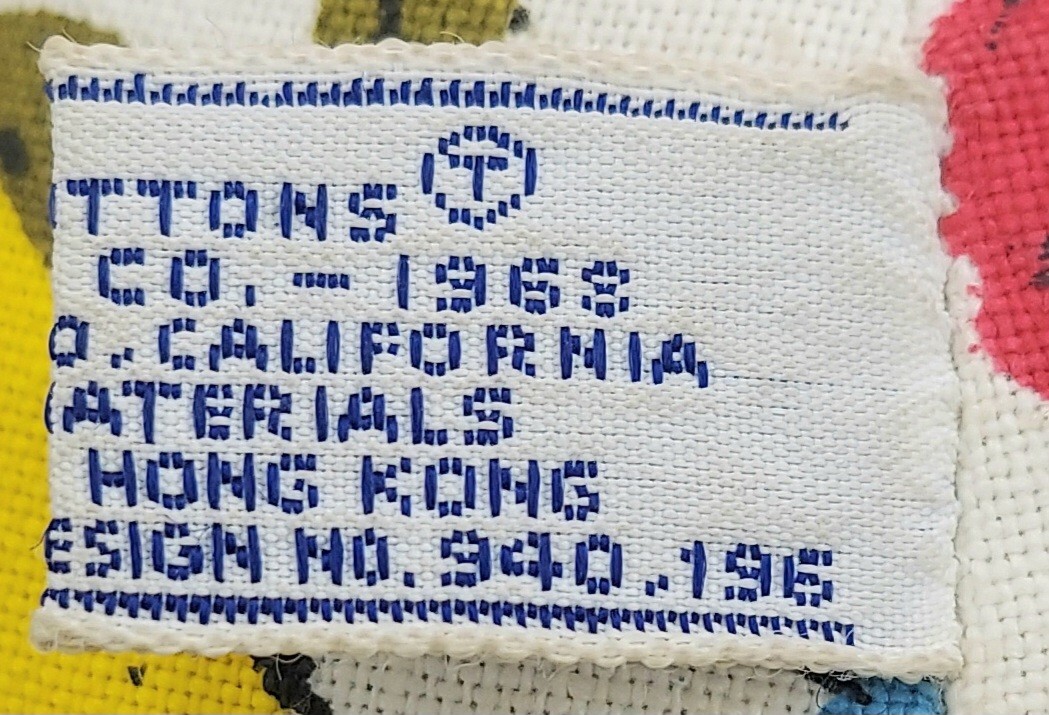 TTONS Ⓣ
CO. - 1968
O. CALIFORNIA
ATERIALS
HONG KONG
ESIGN NO. 940.196